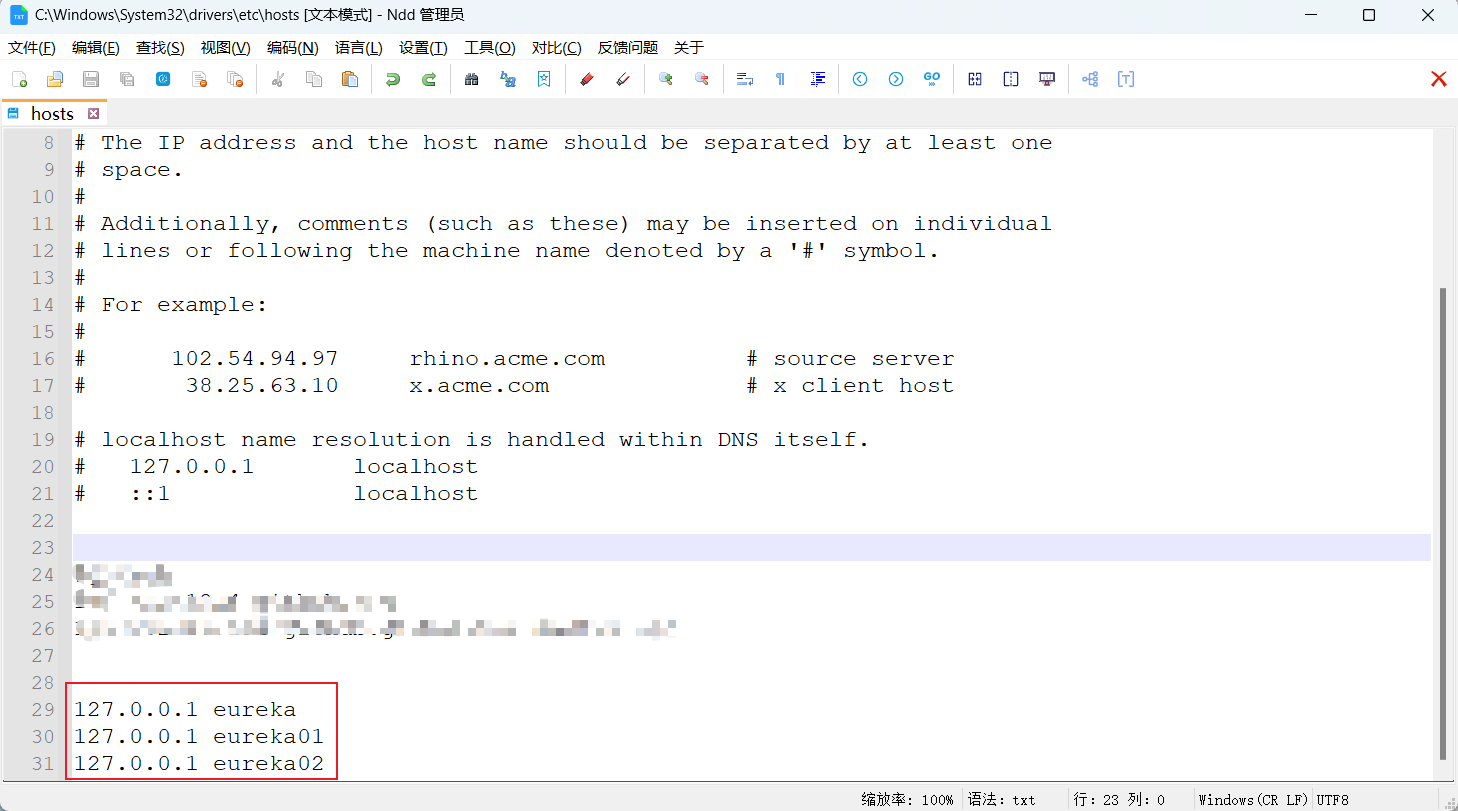 C:\Windows\System32\drivers\etc\hosts [文本模式] - Ndd 管理员
文件(F) 编辑(E) 查找(S) 视图(V) 编码(N) 语言(L) 设置(T) 工具(O) 对比(C) 反馈问题 关于
hosts
8 # The IP address and the host name should be separated by at least one
9 # space.
10 #
11 # Additionally, comments (such as these) may be inserted on individual
12 # lines or following the machine name denoted by a '#' symbol.
13 #
14 # For example:
15 #
16 # 102.54.94.97 rhino.acme.com # source server
17 # 38.25.63.10 x.acme.com # x client host
18
19 # localhost name resolution is handled within DNS itself.
20 # 127.0.0.1 localhost
21 # ::1 localhost
22
23
24
25
26
27
28
29 127.0.0.1 eureka
30 127.0.0.1 eureka01
31 127.0.0.1 eureka02
缩放率: 100% 语法: txt 行: 23 列: 0 Windows(CR LF) UTF8